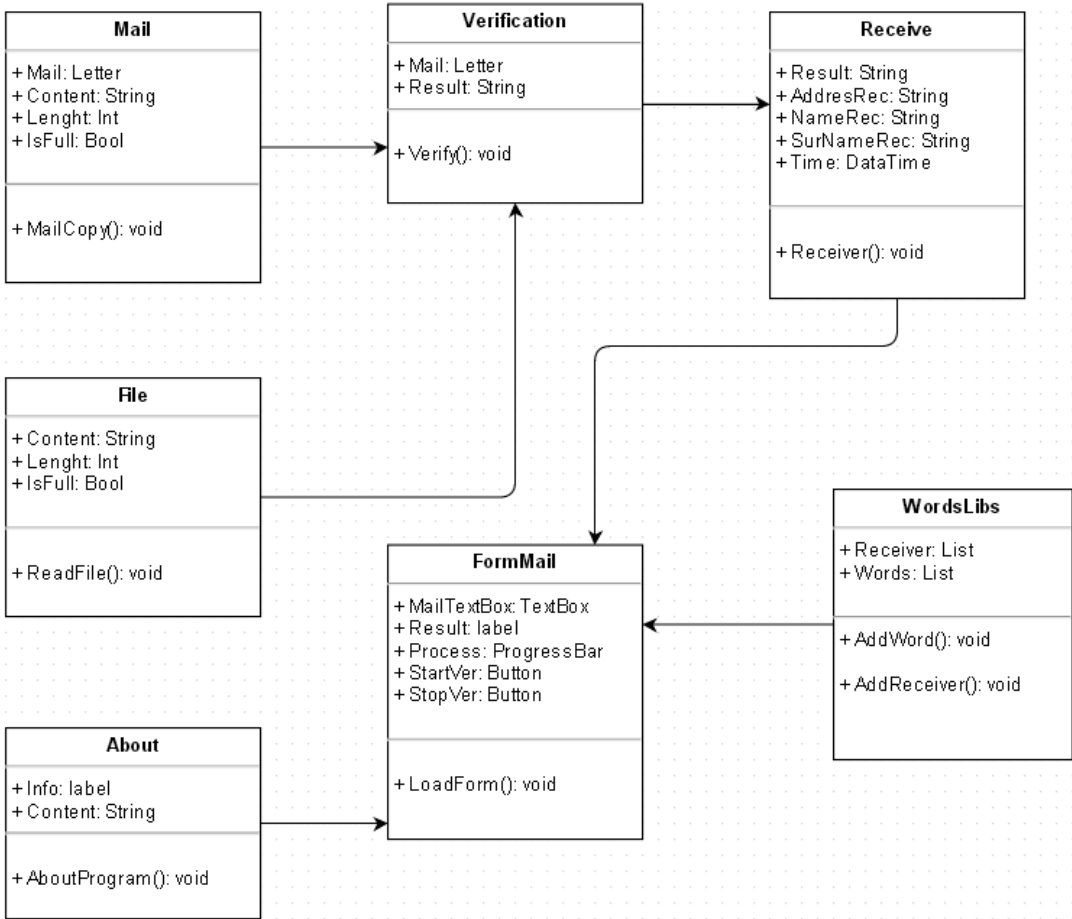 Mail
+ Mail: Letter
+ Content: String
+ Lenght: Int
+ IsFull: Bool
+ MailCopy(): void
Verification
+ Mail: Letter
+ Result: String
+ Verify(): void
Receive
+ Result: String
+ AddresRec: String
+ NameRec: String
+ SurNameRec: String
+ Time: DataTime
+ Receiver(): void
File
+ Content: String
+ Lenght: Int
+ IsFull: Bool
+ ReadFile(): void
FormMail
+ MailTextBox: TextBox
+ Result: label
+ Process: ProgressBar
+ StartVer: Button
+ StopVer: Button
+ LoadForm(): void
WordsLibs
+ Receiver: List
+ Words: List
+ AddWord(): void
+ AddReceiver(): void
About
+ Info: label
+ Content: String
+ AboutProgram(): void